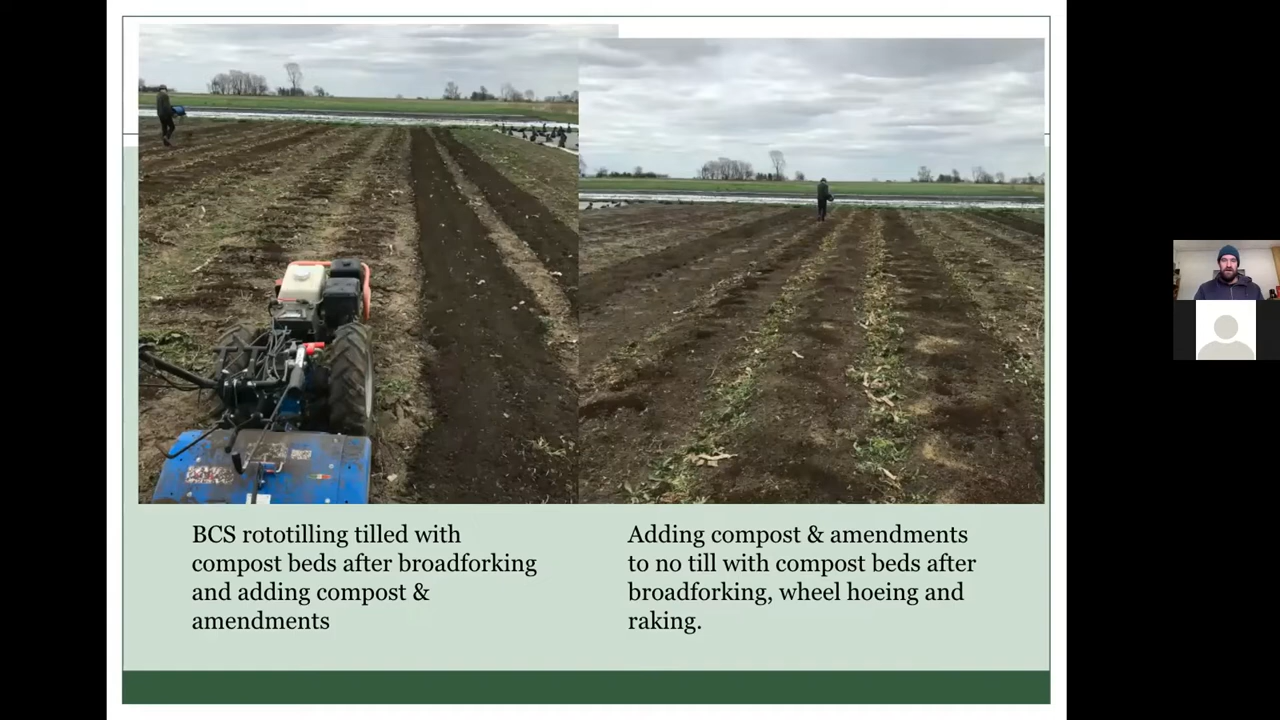 BCS rototilling tilled with
compost beds after broadforking
and adding compost &
amendments
Adding compost & amendments
to no till with compost beds after
broadforking, wheel hoeing and
raking.